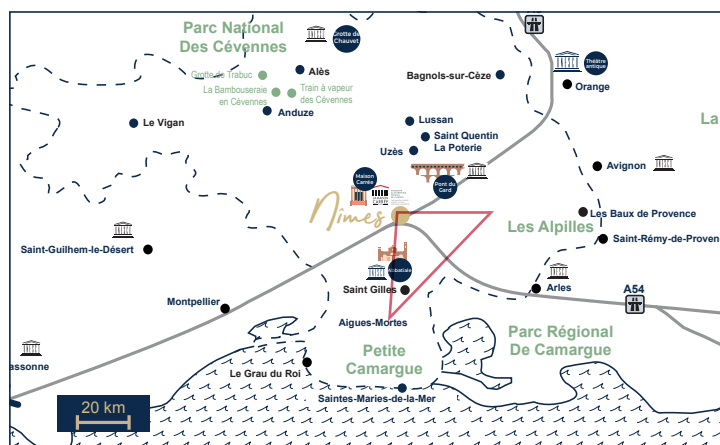 Parc National
Des Cévennes
Grotte de
Chauvet
Théâtre
antique
Grotte de Trabuc
Alès
Bagnols-sur-Cèze
Orange
La Bambouseraie
en Cévennes
Train à vapeur
des Cévennes
Anduze
Le Vigan
Lussan
La
Saint Quentin
La Poterie
Uzès
Avignon
Maison
Carrée
Pont du
Gard
Nîmes
Les Baux de Provence
Les Alpilles
Saint-Rémy-de-Proven
Saint-Guilhem-le-Désert
Abbatiale
Saint Gilles
Arles
A54
Montpellier
Aigues-Mortes
Parc Régional
De Camargue
assonne
Petite
Camargue
Le Grau du Roi
Saintes-Maries-de-la-Mer
20 km